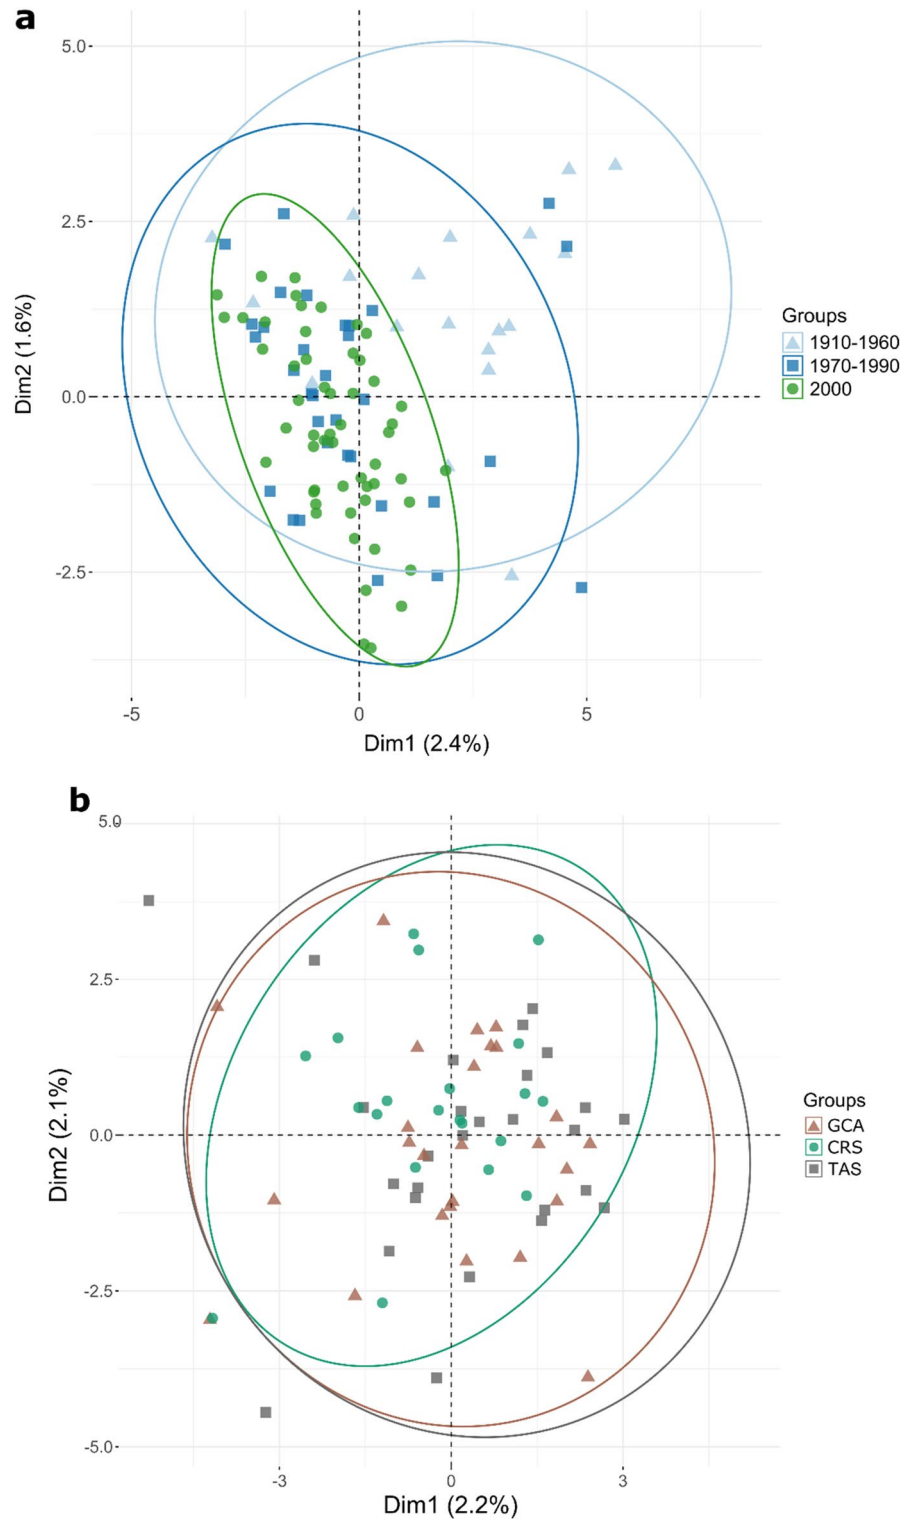 a
5.0
2.5
0.0
-2.5
-5
0
5
Dim1 (2.4%)
Dim2 (1.6%)
Groups
1910-1960
1970-1990
2000
b
5.0
2.5
0.0
-2.5
-5.0
-3
0
3
Dim1 (2.2%)
Dim2 (2.1%)
Groups
GCA
CRS
TAS